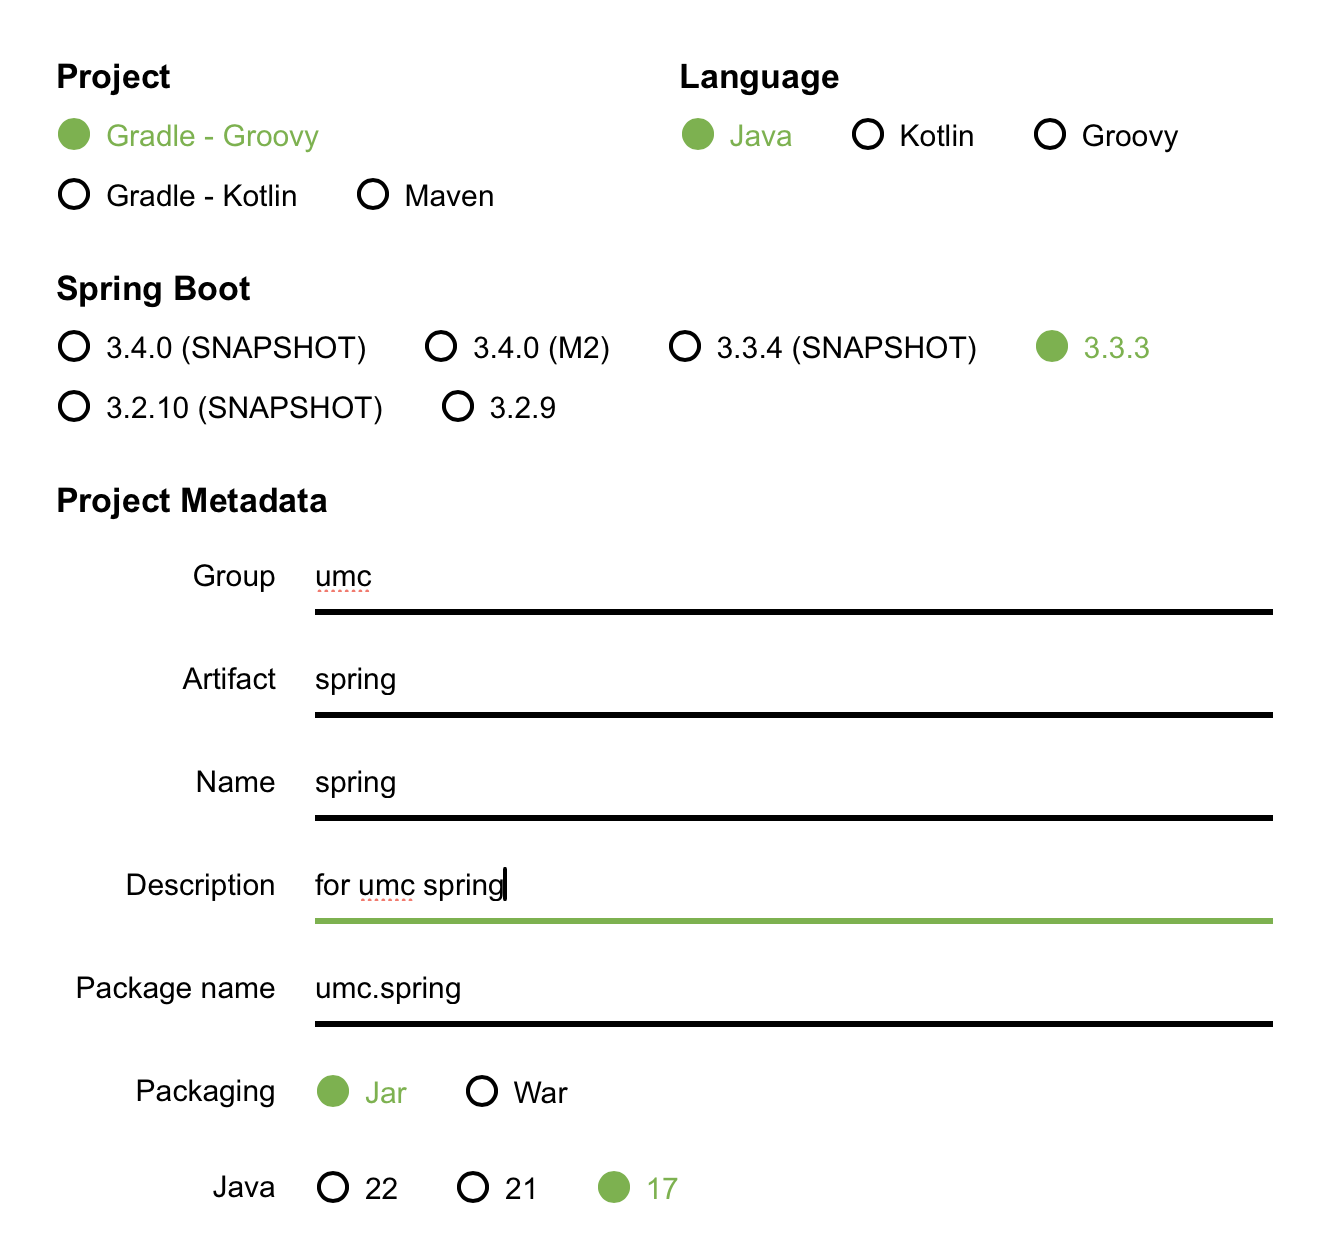 Project
Gradle - Groovy
Gradle - Kotlin Maven
Language
Java Kotlin Groovy
Spring Boot
3.4.0 (SNAPSHOT) 3.4.0 (M2) 3.3.4 (SNAPSHOT) 3.3.3
3.2.10 (SNAPSHOT) 3.2.9
Project Metadata
Group umc
Artifact spring
Name spring
Description for umc spring
Package name umc.spring
Packaging Jar War
Java 22 21 17